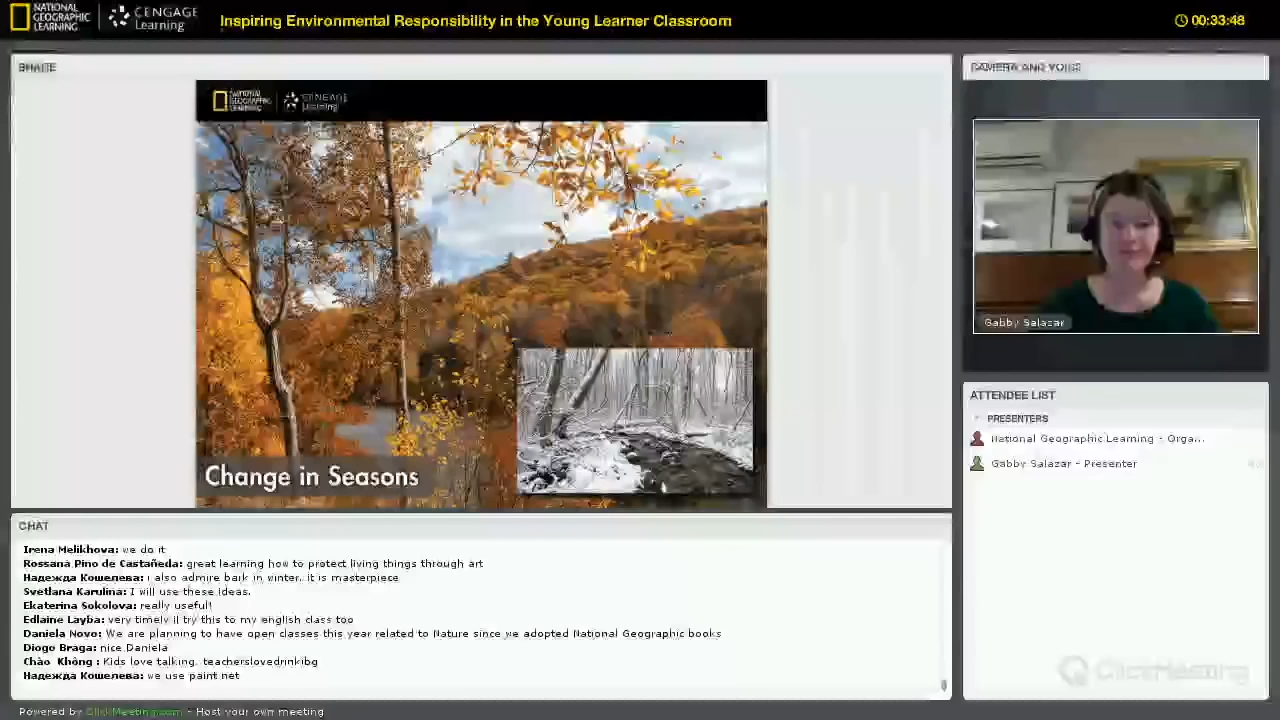 NATIONAL GEOGRAPHIC LEARNING
CENGAGE Learning
Inspiring Environmental Responsibility in the Young Learner Classroom
00:33:48
SHARE
NATIONAL GEOGRAPHIC LEARNING
CENGAGE Learning
Change in Seasons
CAMERA AND VOICE
Gabby Salazar
ATTENDEE LIST
PRESENTERS
National Geographic Learning - Orga...
Gabby Salazar - Presenter
CHAT
Irena Melikhova: we do it
Rossana Pino de Castañeda: great learning how to protect living things through art
Надежда Кошелева: i also admire bark in winter. it is masterpiece
Svetlana Karulina: I will use these ideas.
Ekaterina Sokolova: really useful!
Edlaine Layba: very timely il try this to my english class too
Daniela Novo: We are planning to have open classes this year related to Nature since we adopted National Geographic books
Diogo Braga: nice Daniela
Chào Không : Kids love talking. teacherslovedrinkibg
Надежда Кошелева: we use paint net
ClickMeeting
Powered by ClickMeeting.com - Host your own meeting